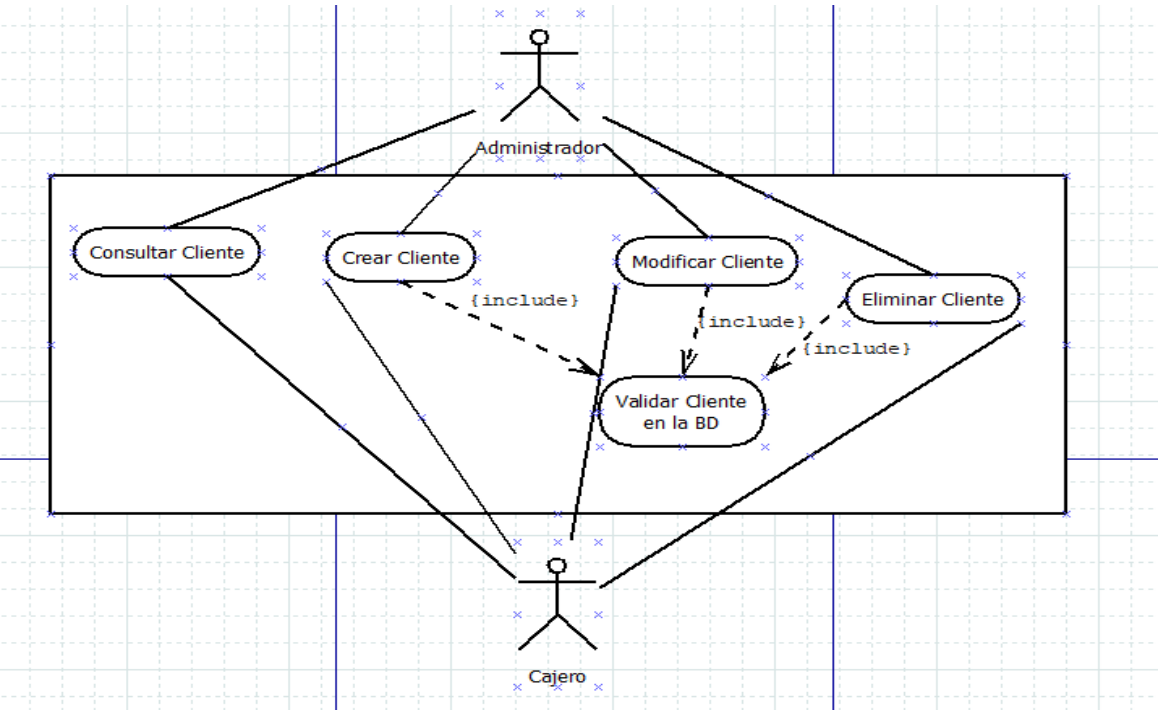 Administrador
Consultar Cliente
Crear Cliente
Modificar Cliente
Eliminar Cliente
{include}
{include}
{include}
Validar Cliente
en la BD
Cajero